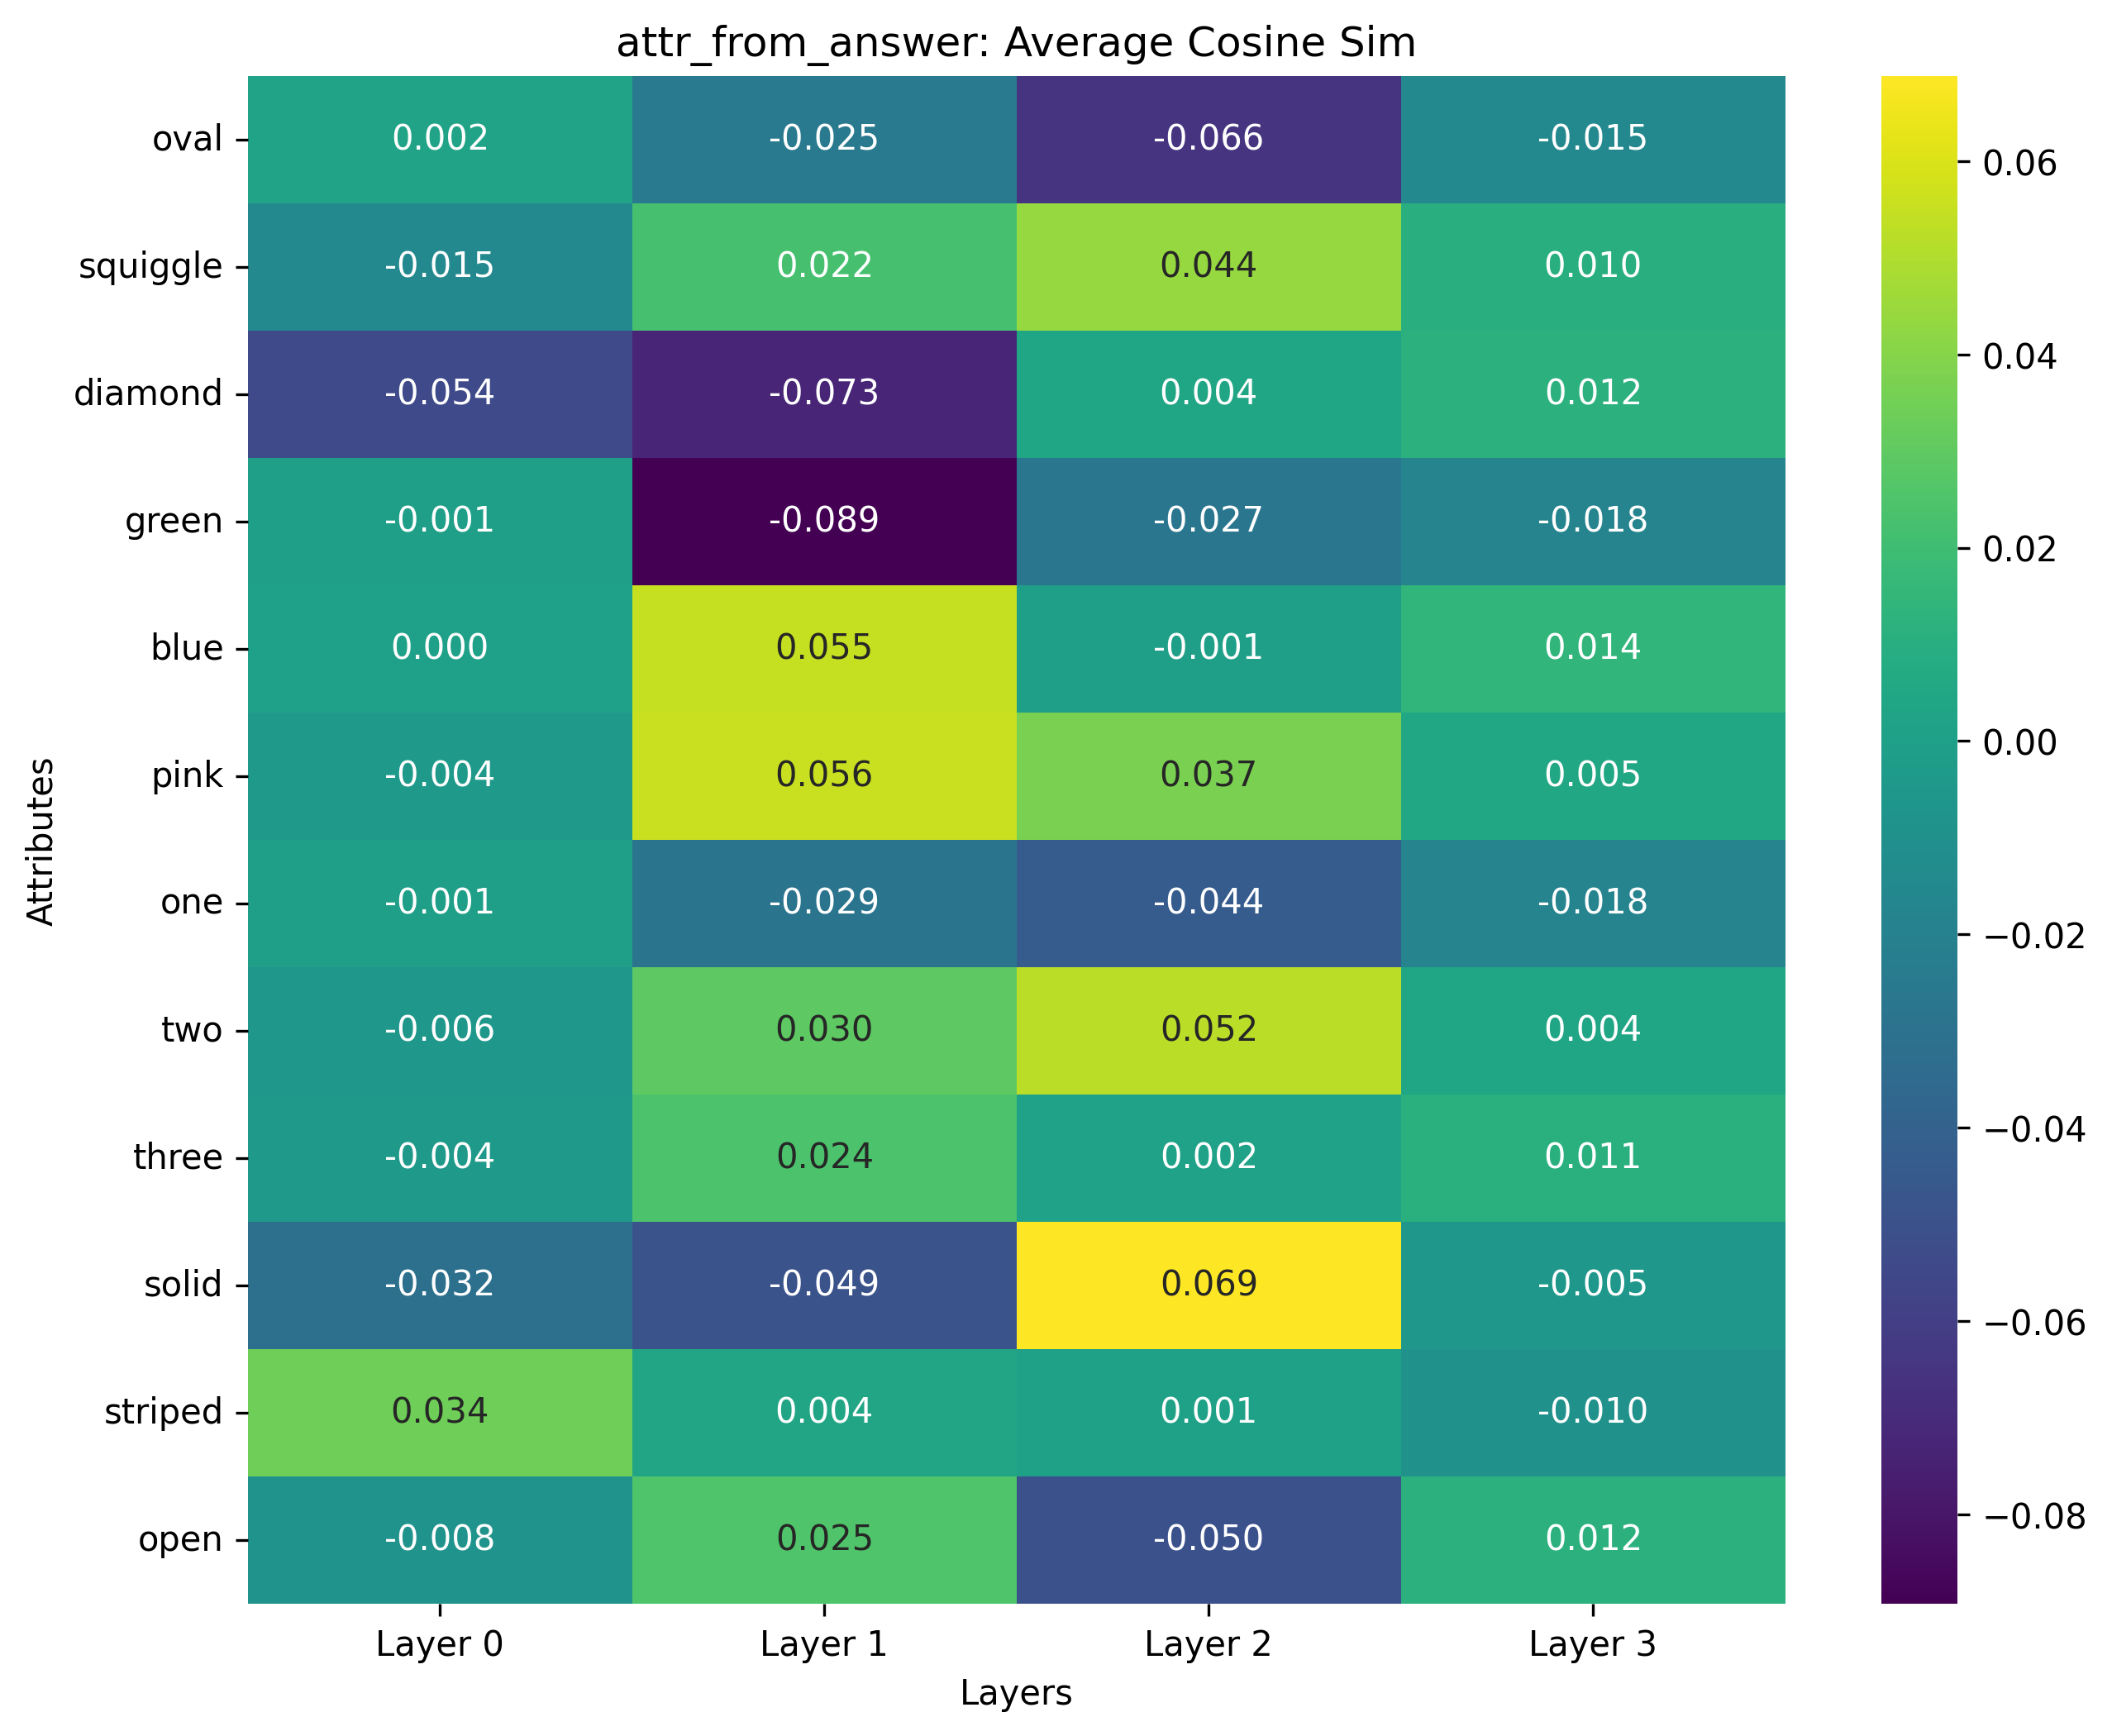 attr_from_answer: Average Cosine Sim
oval 0.002 -0.025 -0.066 -0.015
squiggle -0.015 0.022 0.044 0.010
diamond -0.054 -0.073 0.004 0.012
green -0.001 -0.089 -0.027 -0.018
blue 0.000 0.055 -0.001 0.014
pink -0.004 0.056 0.037 0.005
one -0.001 -0.029 -0.044 -0.018
two -0.006 0.030 0.052 0.004
three -0.004 0.024 0.002 0.011
solid -0.032 -0.049 0.069 -0.005
striped 0.034 0.004 0.001 -0.010
open -0.008 0.025 -0.050 0.012
Attributes
Layer 0 Layer 1 Layer 2 Layer 3
Layers
0.06
0.04
0.02
0.00
−0.02
−0.04
−0.06
−0.08